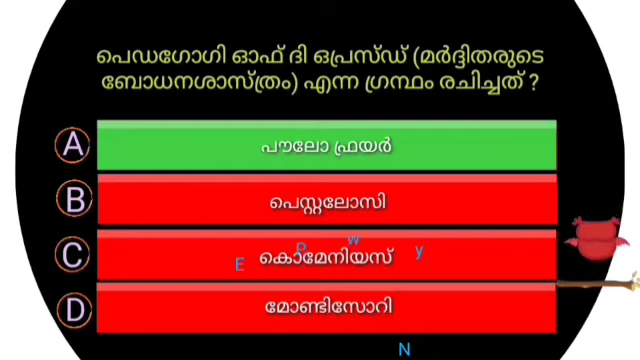 പെഡഗോഗി ഓഫ് ദി ഒപ്രസ്ഡ് (മർദ്ദിതരുടെ
ബോധനശാസ്ത്രം) എന്ന ഗ്രന്ഥം രചിച്ചത് ?
A പൗലോ ഫ്രയർ
B പെസ്റ്റലോസി
C കൊമേനിയസ്
D മോണ്ടിസോറി
E P w y
N